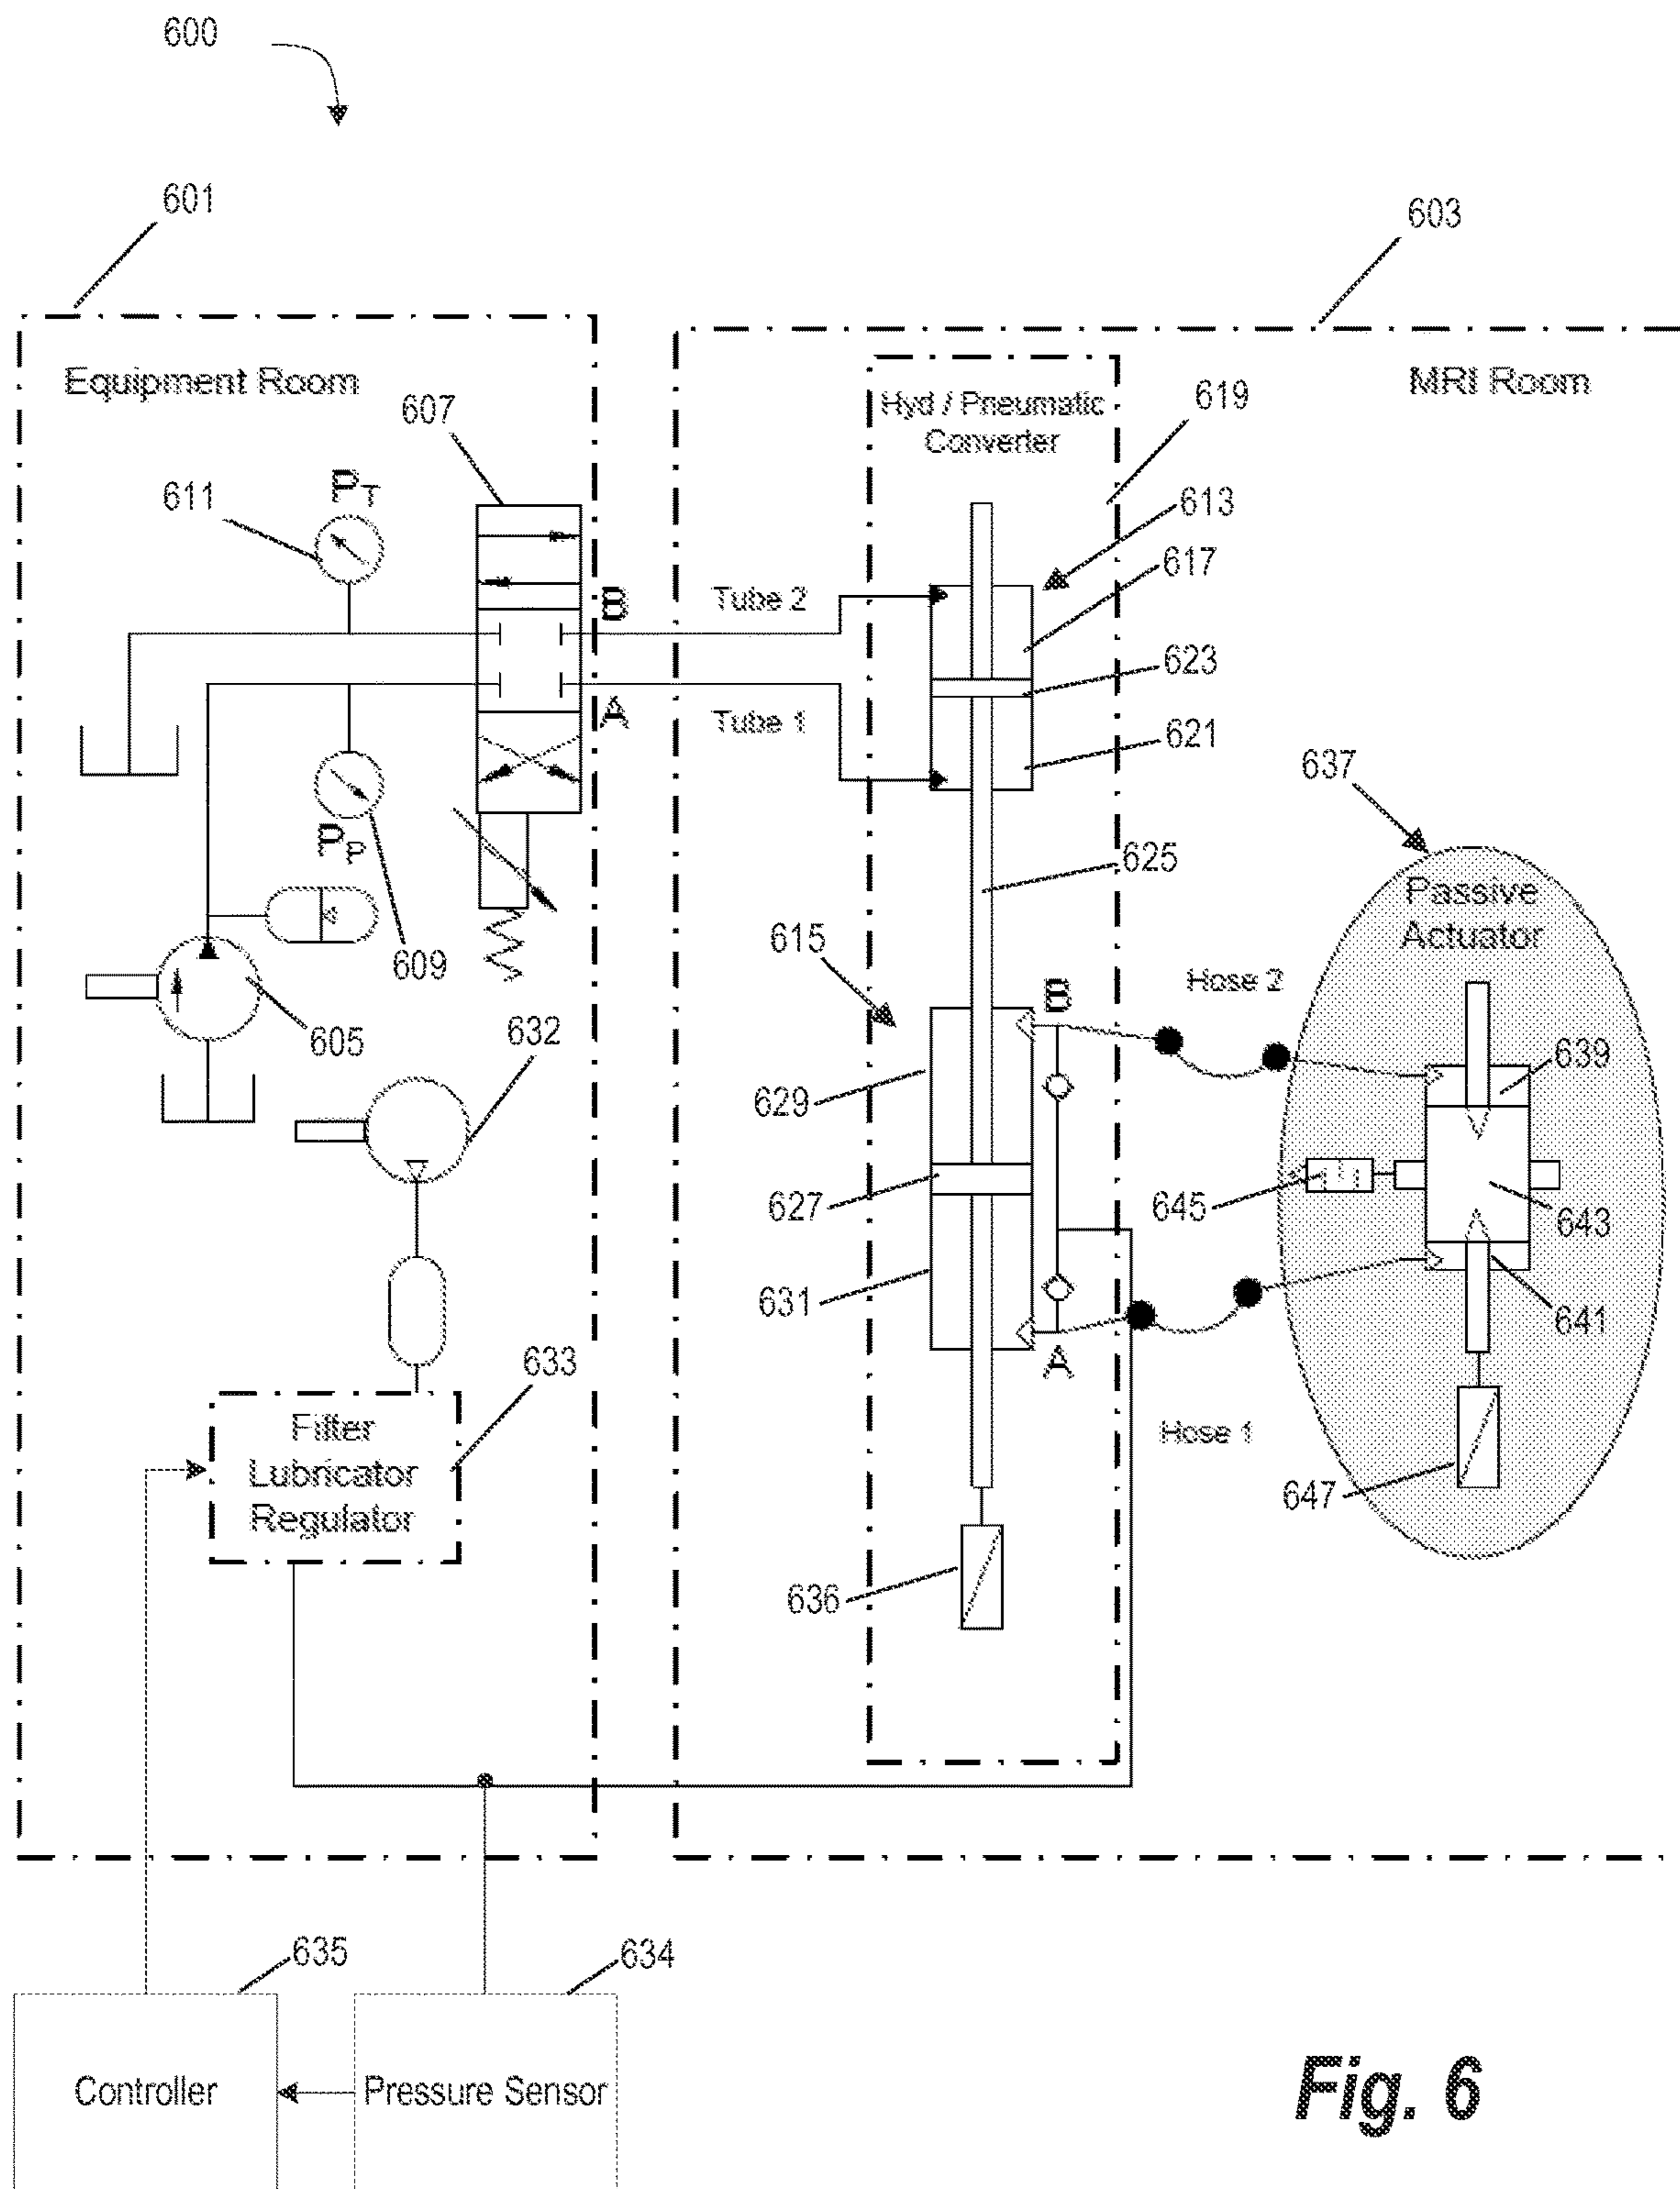 600
601
603
Equipment Room
MRI Room
607
Hyd / Pneumatic
Converter
619
611
PT
613
617
B
Tube 2
623
A
Tube 1
621
637
PP
609
625
Passive
Actuator
615
Hose 2
605
632
B
629
639
627
645
643
631
641
A
633
Hose 1
Filter
Lubricator
Regulator
647
636
635
634
Controller
Pressure Sensor
Fig. 6